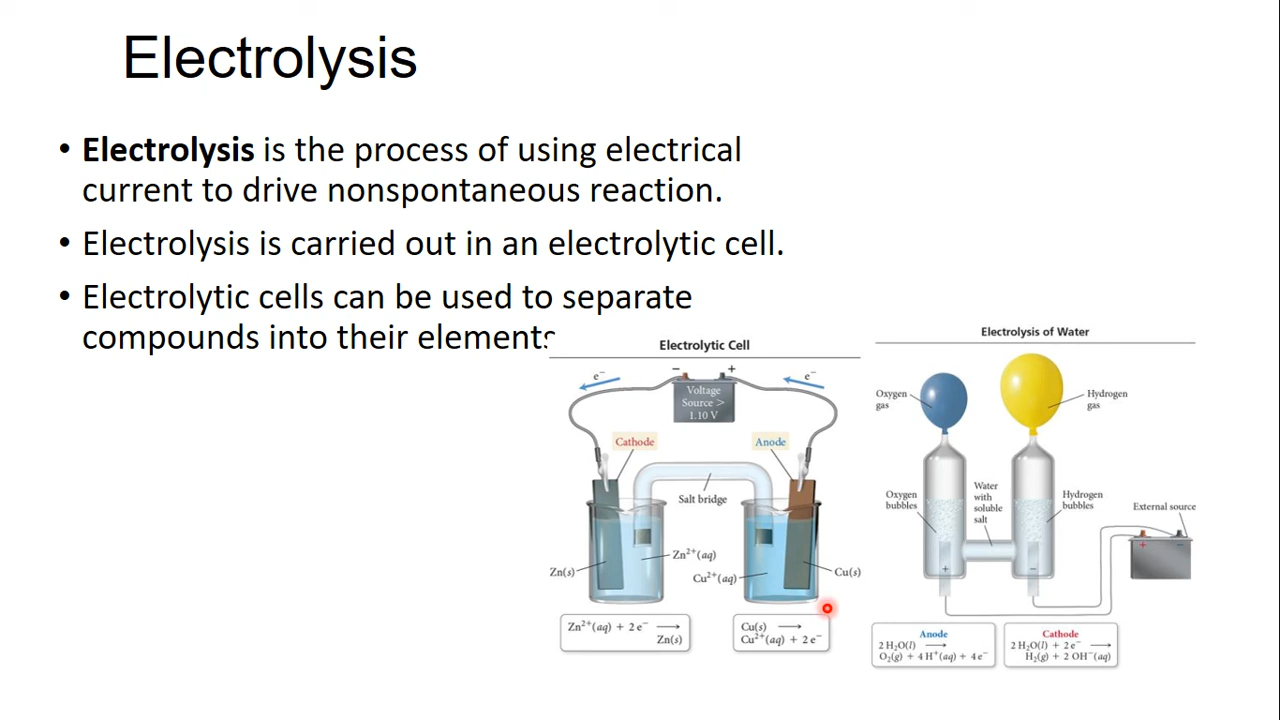 Electrolysis
• Electrolysis is the process of using electrical
current to drive nonspontaneous reaction.
• Electrolysis is carried out in an electrolytic cell.
• Electrolytic cells can be used to separate
compounds into their elements
Electrolytic Cell
e⁻
− +
e⁻
Voltage
Source >
1.10 V
Cathode
Anode
Salt bridge
Zn²⁺(aq)
Zn(s)
Cu²⁺(aq)
Cu(s)
Zn²⁺(aq) + 2 e⁻ ⟶
Zn(s)
Cu(s) ⟶
Cu²⁺(aq) + 2 e⁻
Electrolysis of Water
Oxygen
gas
Hydrogen
gas
Oxygen
bubbles
Water
with
soluble
salt
Hydrogen
bubbles
External source
+ −
+
−
Anode
2 H₂O(l) ⟶
O₂(g) + 4 H⁺(aq) + 4 e⁻
Cathode
2 H₂O(l) + 2 e⁻ ⟶
H₂(g) + 2 OH⁻(aq)